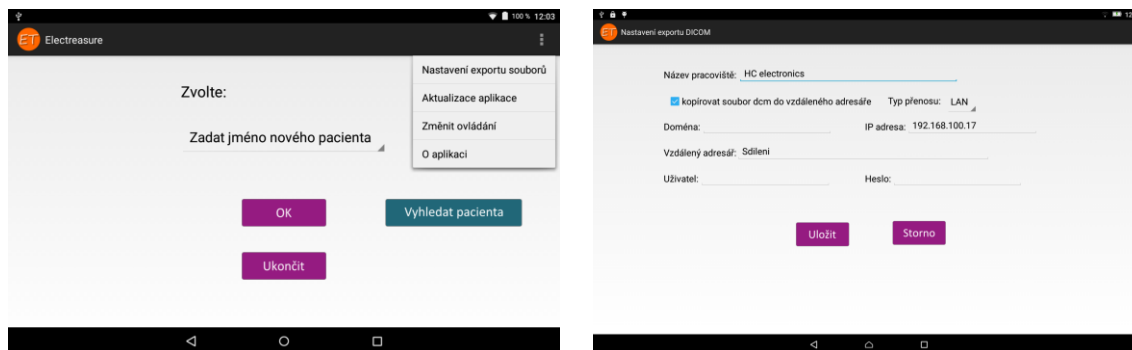 100 % 12:03
ET Electreasure
Nastavení exportu souborů
Aktualizace aplikace
Změnit ovládání
O aplikaci
Zvolte:
Zadat jméno nového pacienta
OK
Vyhledat pacienta
Ukončit
12
ET Nastavení exportu DICOM
Název pracoviště: HC electronics
kopírovat soubor dcm do vzdáleného adresáře Typ přenosu: LAN
Doména: IP adresa: 192.168.100.17
Vzdálený adresář: Sdileni
Uživatel: Heslo:
Uložit Storno